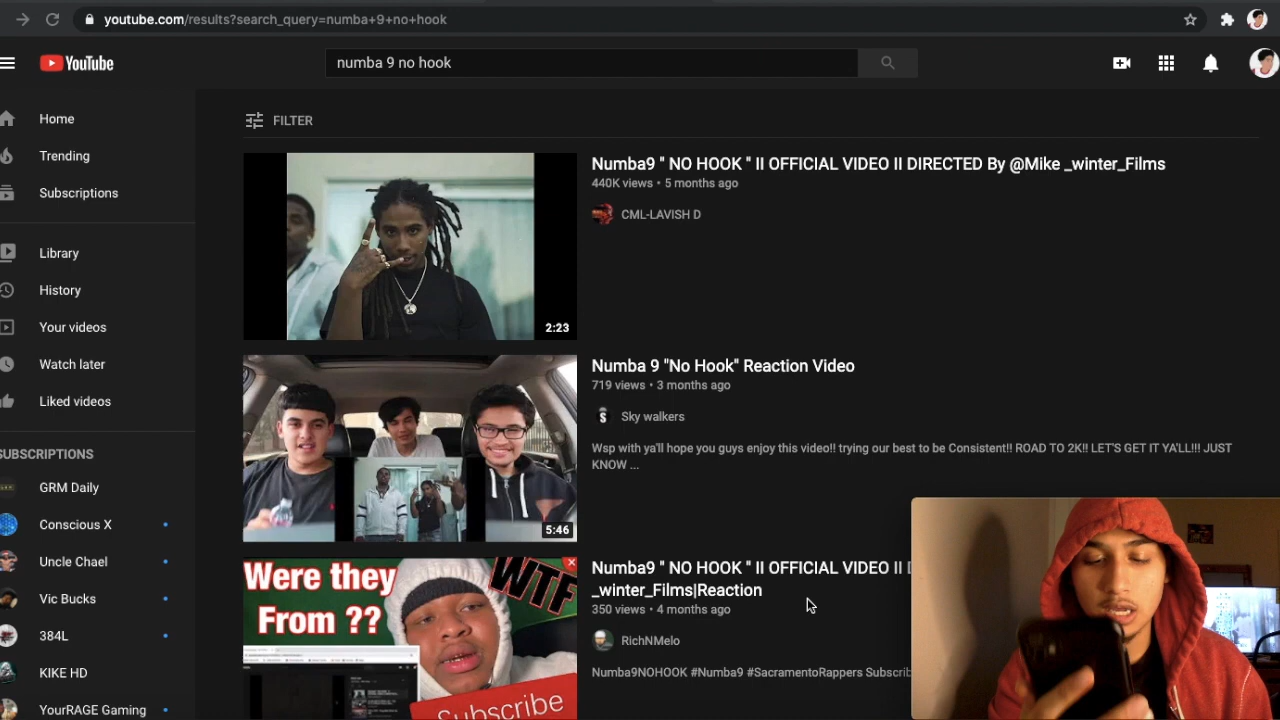 youtube.com/results?search_query=numba+9+no+hook
YouTube
numba 9 no hook
Home
Trending
Subscriptions
Library
History
Your videos
Watch later
Liked videos
SUBSCRIPTIONS
GRM Daily
Conscious X
Uncle Chael
Vic Bucks
384L
KIKE HD
YourRAGE Gaming
FILTER
2:23
Numba9 " NO HOOK " II OFFICIAL VIDEO II DIRECTED By @Mike _winter_Films
440K views • 5 months ago
CML-LAVISH D
5:46
Numba 9 "No Hook" Reaction Video
719 views • 3 months ago
Sky walkers
Wsp with ya'll hope you guys enjoy this video!! trying our best to be Consistent!! ROAD TO 2K!! LET'S GET IT YA'LL!!! JUST
KNOW ...
Were they
From ??
WTF
Subscribe
Numba9 " NO HOOK " II OFFICIAL VIDEO II
_winter_Films|Reaction
350 views • 4 months ago
RichNMelo
Numba9NOHOOK #Numba9 #SacramentoRappers Subscrib